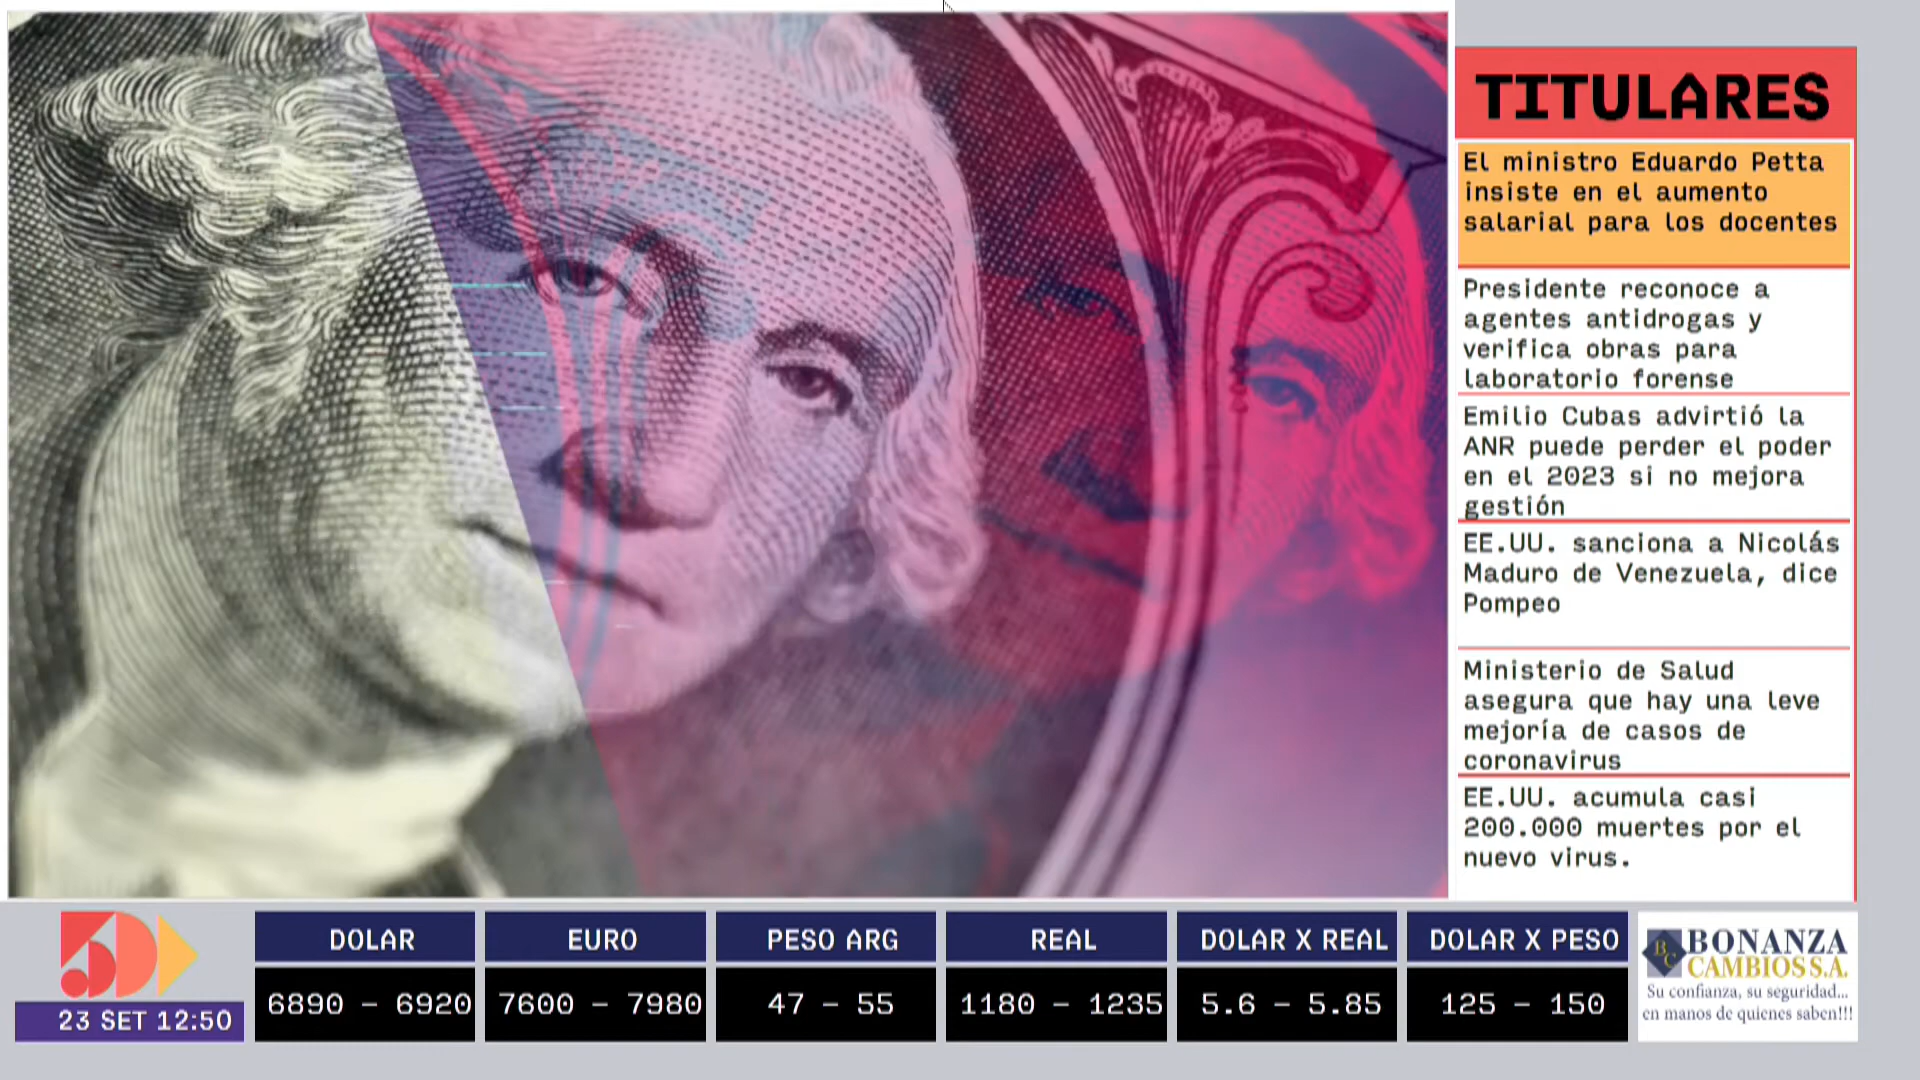 TITULARES
El ministro Eduardo Petta
insiste en el aumento
salarial para los docentes
Presidente reconoce a
agentes antidrogas y
verifica obras para
laboratorio forense
Emilio Cubas advirtió la
ANR puede perder el poder
en el 2023 si no mejora
gestión
EE.UU. sanciona a Nicolás
Maduro de Venezuela, dice
Pompeo
Ministerio de Salud
asegura que hay una leve
mejoría de casos de
coronavirus
EE.UU. acumula casi
200.000 muertes por el
nuevo virus.
5D
23 SET 12:50
DOLAR
6890 - 6920
EURO
7600 - 7980
PESO ARG
47 - 55
REAL
1180 - 1235
DOLAR X REAL
5.6 - 5.85
DOLAR X PESO
125 - 150
BC
BONANZA
CAMBIOS S.A.
Su confianza, su seguridad...
en manos de quienes saben!!!